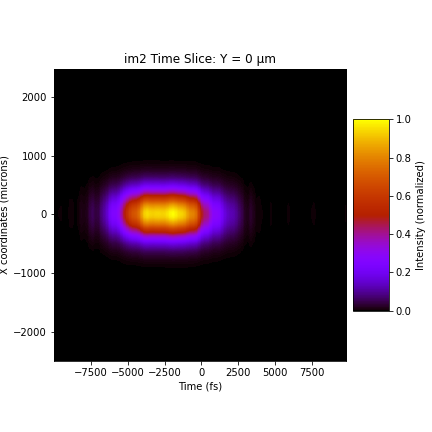 im2 Time Slice: Y = 0 μm
2000
1000
0
−1000
−2000
X coordinates (microns)
−7500 −5000 −2500 0 2500 5000 7500
Time (fs)
1.0
0.8
0.6
0.4
0.2
0.0
Intensity (normalized)